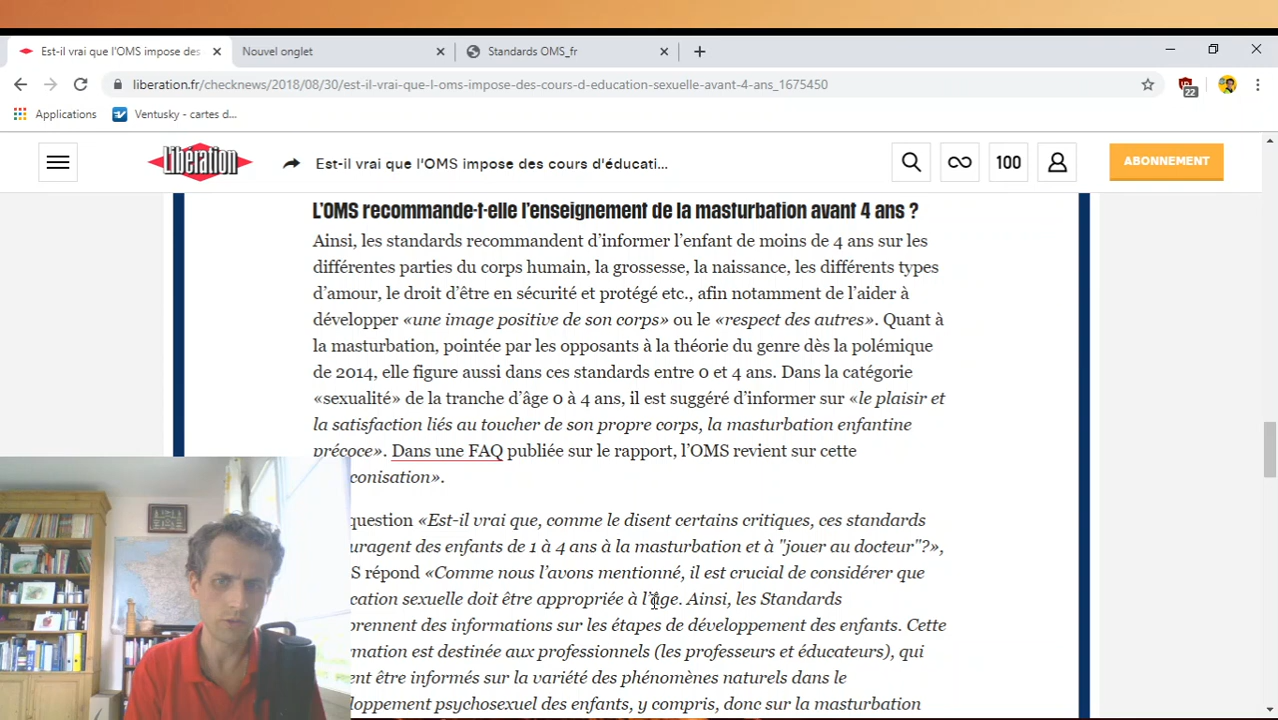 Est-il vrai que l'OMS impose des
Nouvel onglet
Standards OMS_fr
liberation.fr/checknews/2018/08/30/est-il-vrai-que-l-oms-impose-des-cours-d-education-sexuelle-avant-4-ans_1675450
22
Applications
Ventusky - cartes d...
Libération
Est-il vrai que l'OMS impose des cours d'éducati...
100
ABONNEMENT
L’OMS recommande-t-elle l’enseignement de la masturbation avant 4 ans ?
Ainsi, les standards recommandent d’informer l’enfant de moins de 4 ans sur les
différentes parties du corps humain, la grossesse, la naissance, les différents types
d’amour, le droit d’être en sécurité et protégé etc., afin notamment de l’aider à
développer «une image positive de son corps» ou le «respect des autres». Quant à
la masturbation, pointée par les opposants à la théorie du genre dès la polémique
de 2014, elle figure aussi dans ces standards entre 0 et 4 ans. Dans la catégorie
«sexualité» de la tranche d’âge 0 à 4 ans, il est suggéré d’informer sur «le plaisir et
la satisfaction liés au toucher de son propre corps, la masturbation enfantine
précoce». Dans une FAQ publiée sur le rapport, l’OMS revient sur cette
conisation».
question «Est-il vrai que, comme le disent certains critiques, ces standards
uragent des enfants de 1 à 4 ans à la masturbation et à "jouer au docteur"?»,
S répond «Comme nous l’avons mentionné, il est crucial de considérer que
cation sexuelle doit être appropriée à l’âge. Ainsi, les Standards
prennent des informations sur les étapes de développement des enfants. Cette
mation est destinée aux professionnels (les professeurs et éducateurs), qui
ent être informés sur la variété des phénomènes naturels dans le
loppement psychosexuel des enfants, y compris, donc sur la masturbation